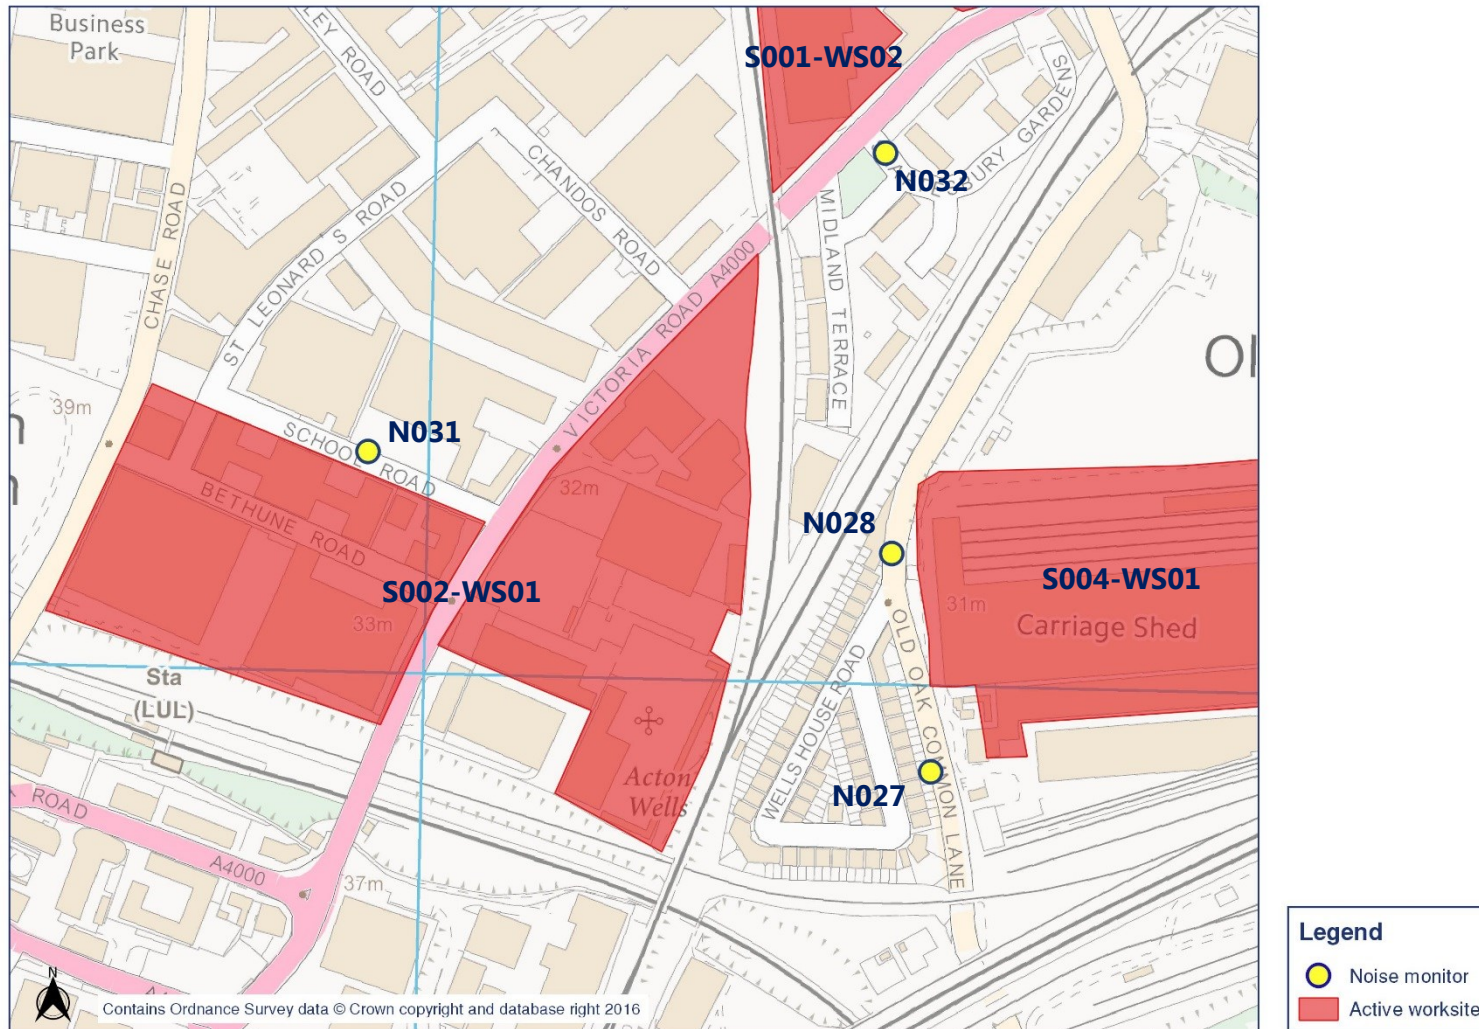 Business
Park
LEY ROAD
S001-WS02
CHASE ROAD
ST LEONARD'S ROAD
CHANDOS ROAD
VICTORIA ROAD A4000
MIDLAND TERRACE
N032
BURY GARDENS
39m
SCHOOL ROAD
N031
BETHUNE ROAD
32m
S002-WS01
33m
N028
S004-WS01
31m
Carriage Shed
OLD OAK COMMON LANE
WELLS HOUSE ROAD
N027
Sta
(LUL)
Acton
Wells
ROAD
A4000
37m
N
Contains Ordnance Survey data © Crown copyright and database right 2016
Legend
Noise monitor
Active worksite